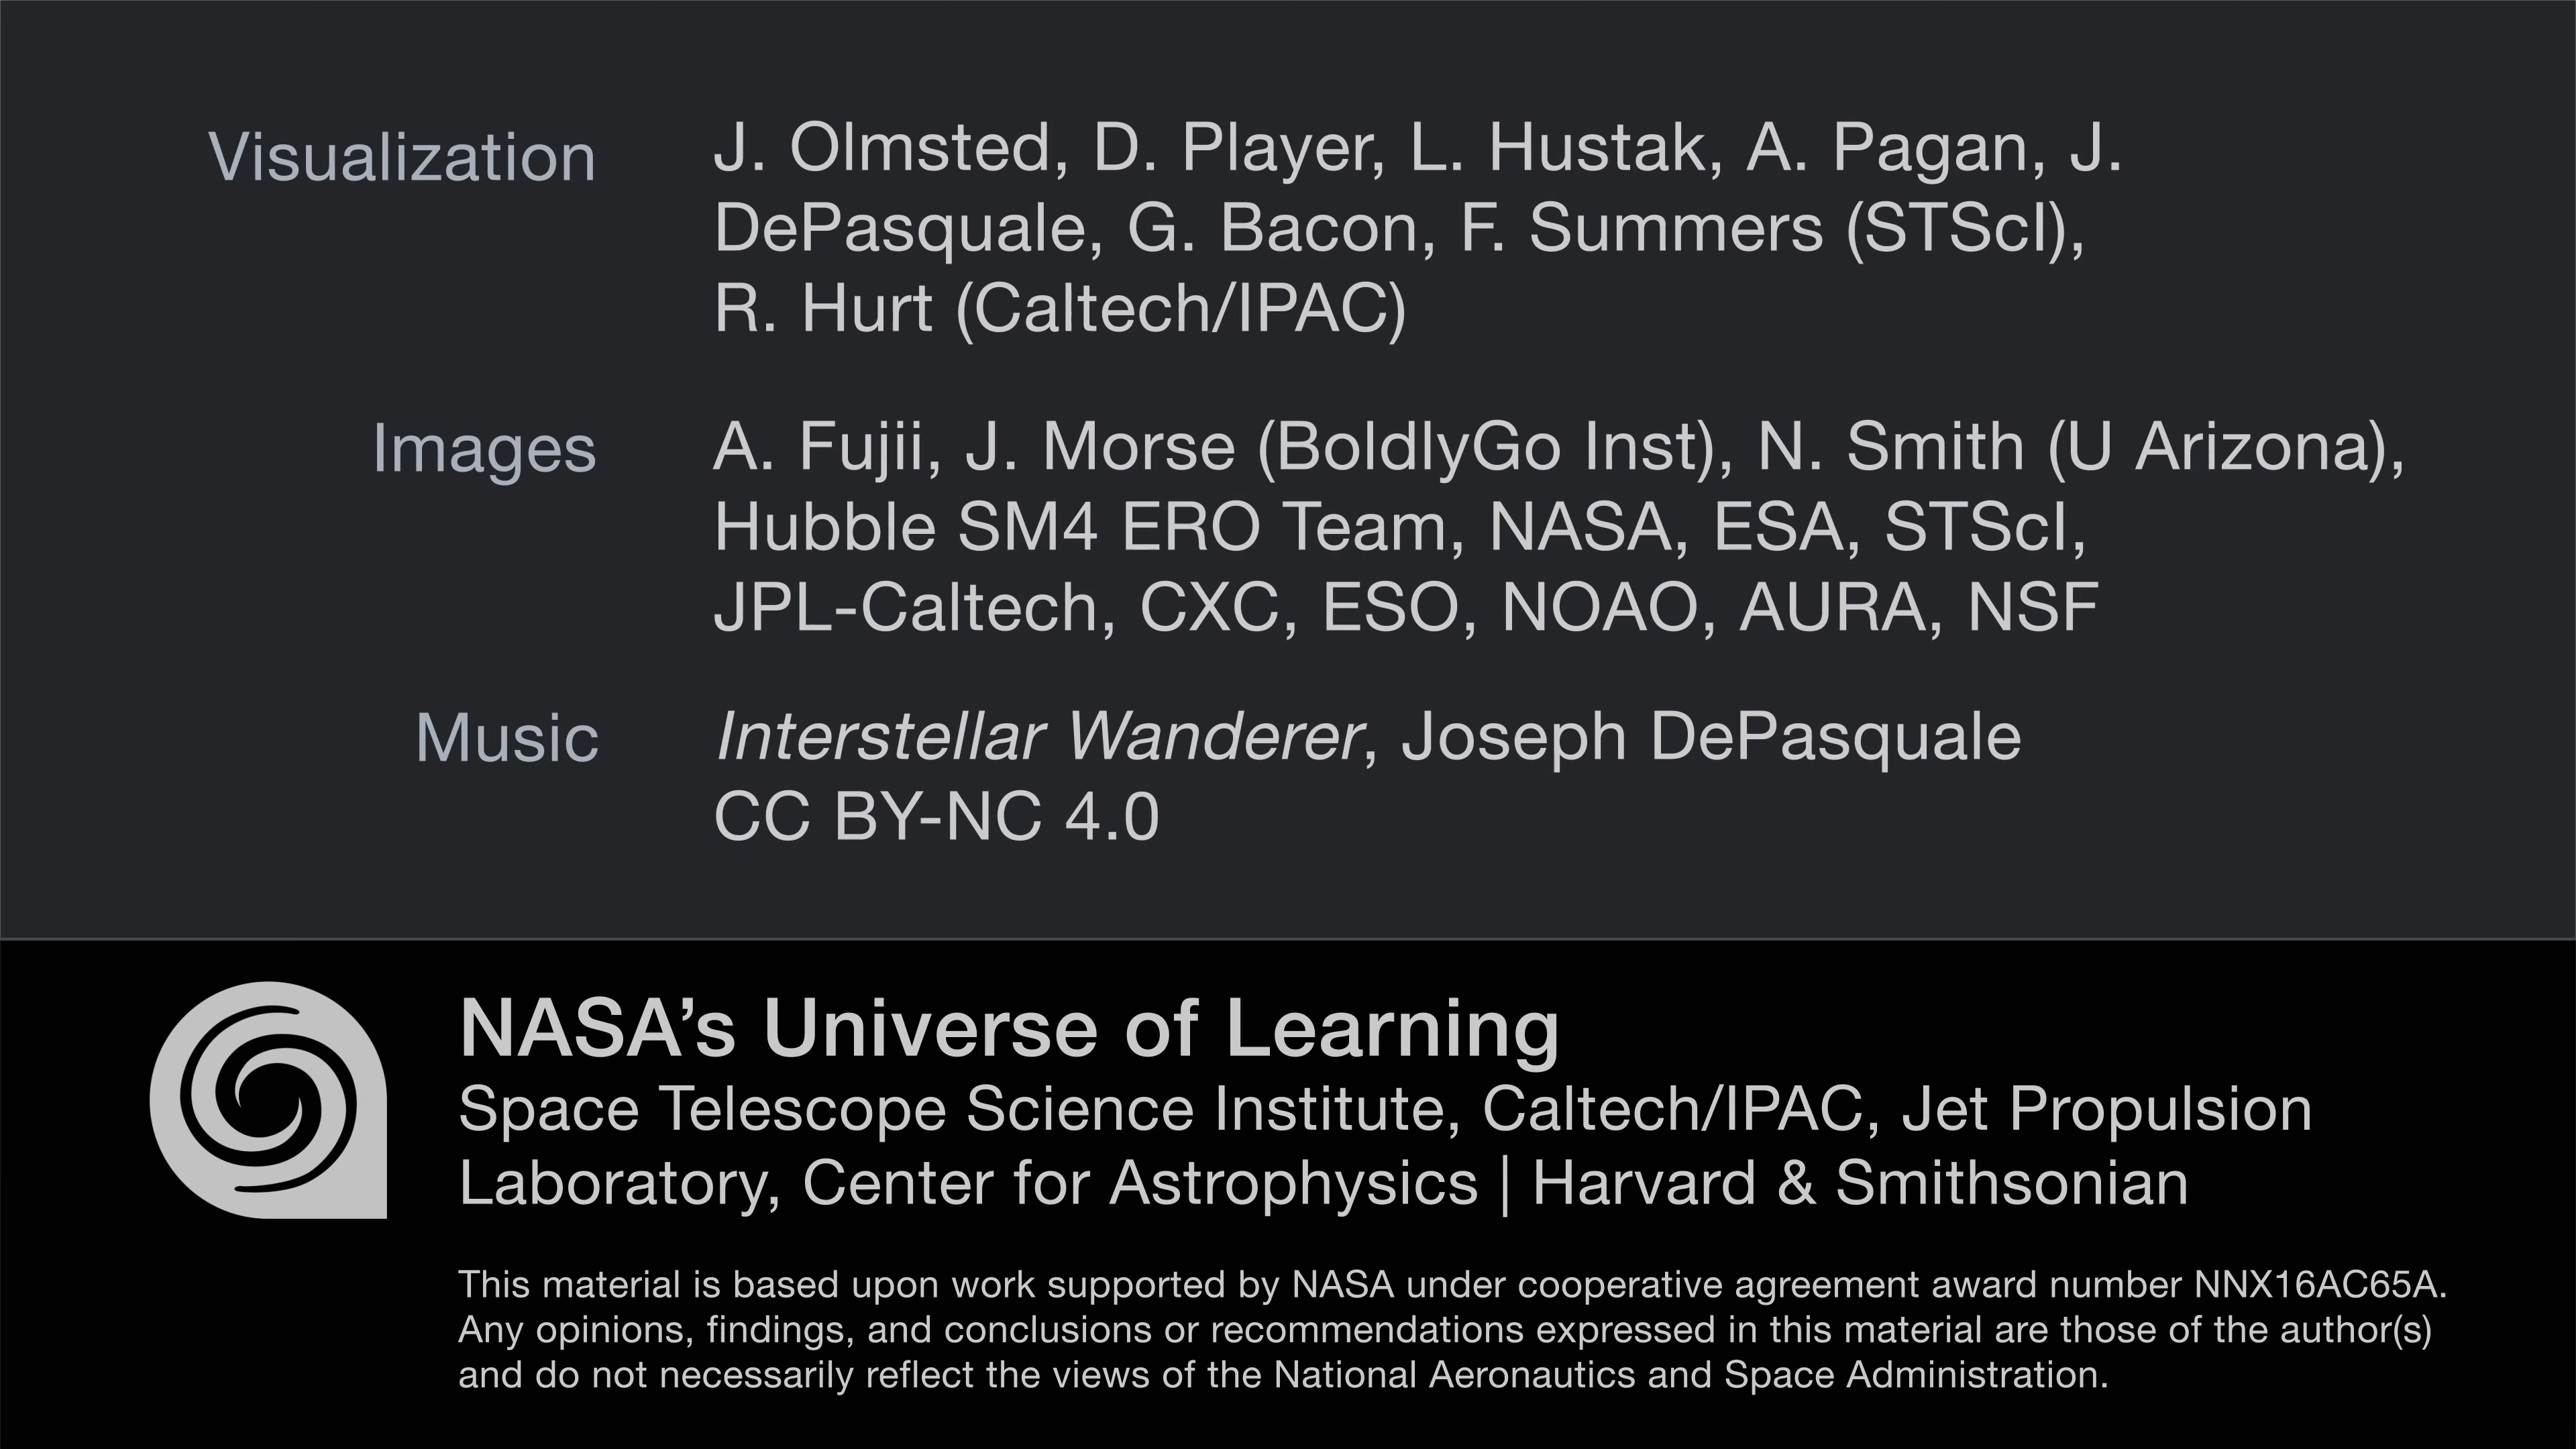 Visualization
J. Olmsted, D. Player, L. Hustak, A. Pagan, J.
DePasquale, G. Bacon, F. Summers (STScI),
R. Hurt (Caltech/IPAC)
Images
A. Fujii, J. Morse (BoldlyGo Inst), N. Smith (U Arizona),
Hubble SM4 ERO Team, NASA, ESA, STScI,
JPL-Caltech, CXC, ESO, NOAO, AURA, NSF
Music
Interstellar Wanderer, Joseph DePasquale
CC BY-NC 4.0
NASA’s Universe of Learning
Space Telescope Science Institute, Caltech/IPAC, Jet Propulsion
Laboratory, Center for Astrophysics | Harvard & Smithsonian
This material is based upon work supported by NASA under cooperative agreement award number NNX16AC65A.
Any opinions, findings, and conclusions or recommendations expressed in this material are those of the author(s)
and do not necessarily reflect the views of the National Aeronautics and Space Administration.